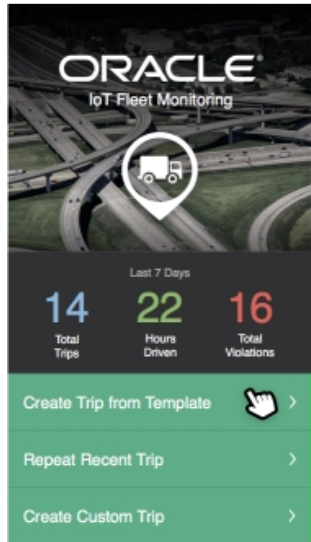 ORACLE®
IoT Fleet Monitoring
Last 7 Days
14 22 16
Total Hours Total
Trips Driven Violations
Create Trip from Template
Repeat Recent Trip
Create Custom Trip